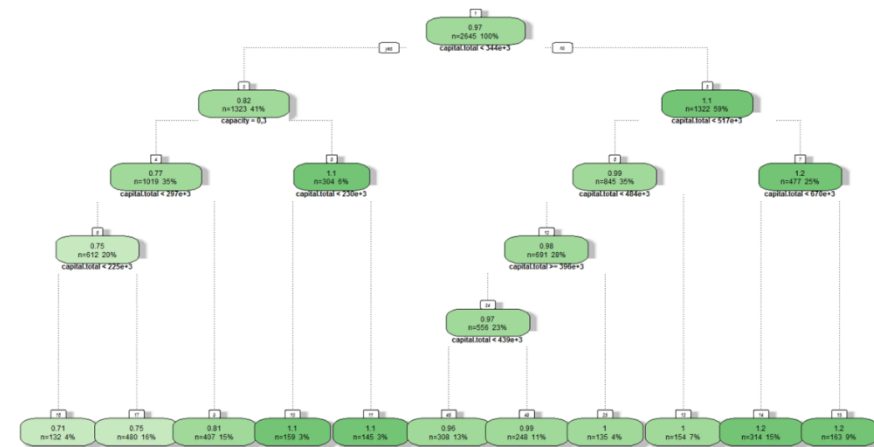 1
0.97
n=2645 100%
capital.total < 344e+3
yes
no
2
0.82
n=1323 41%
capacity = 0,3
3
1.1
n=1322 59%
capital.total < 517e+3
4
0.77
n=1019 35%
capital.total < 297e+3
5
1.1
n=304 6%
capital.total < 230e+3
6
0.99
n=845 35%
capital.total < 484e+3
7
1.2
n=477 25%
capital.total < 670e+3
8
0.75
n=612 20%
capital.total < 225e+3
12
0.98
n=691 28%
capital.total >= 396e+3
24
0.97
n=556 23%
capital.total < 439e+3
16
0.71
n=132 4%
17
0.75
n=480 16%
9
0.81
n=407 15%
10
1.1
n=159 3%
11
1.1
n=145 3%
48
0.96
n=308 13%
49
0.99
n=248 11%
25
1
n=135 4%
13
1
n=154 7%
14
1.2
n=314 15%
15
1.2
n=163 9%